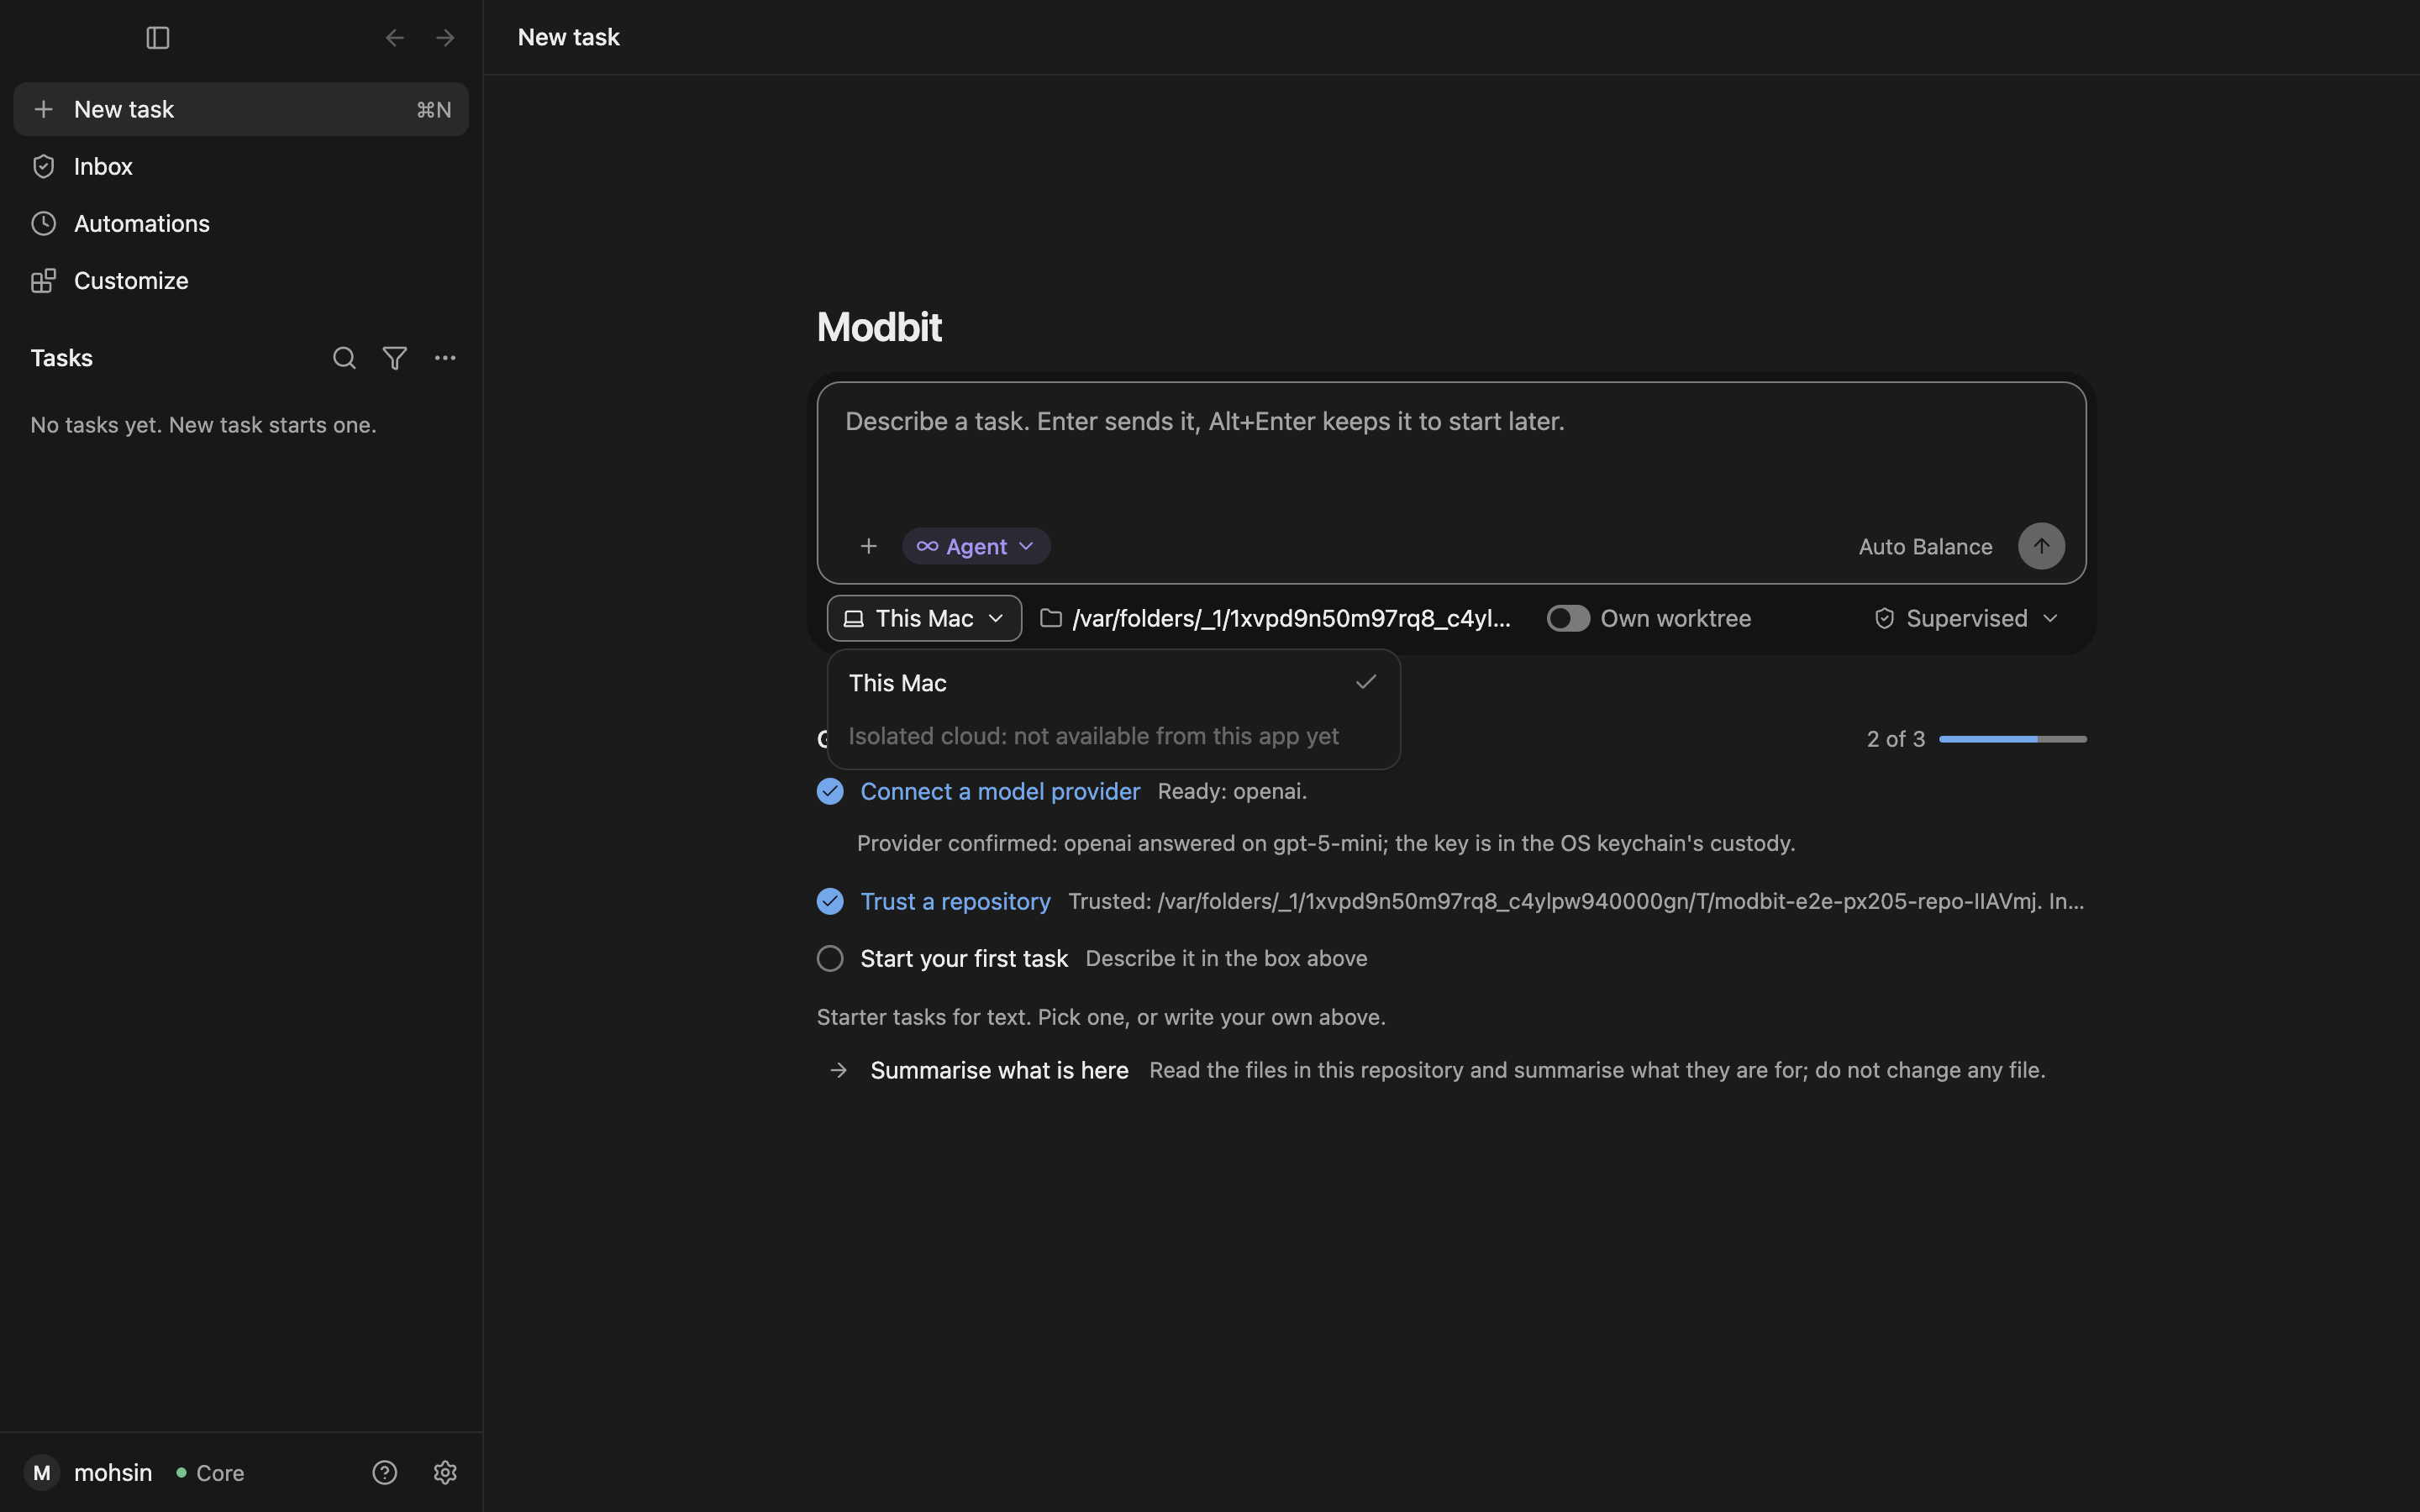 New task
New task ⌘N
Inbox
Automations
Customize
Tasks
No tasks yet. New task starts one.
Modbit
Describe a task. Enter sends it, Alt+Enter keeps it to start later.
Agent
Auto Balance
This Mac
/var/folders/_1/1xvpd9n50m97rq8_c4yl...
Own worktree
Supervised
This Mac
Isolated cloud: not available from this app yet
2 of 3
Connect a model provider Ready: openai.
Provider confirmed: openai answered on gpt-5-mini; the key is in the OS keychain's custody.
Trust a repository Trusted: /var/folders/_1/1xvpd9n50m97rq8_c4ylpw940000gn/T/modbit-e2e-px205-repo-IIAVmj. In...
Start your first task Describe it in the box above
Starter tasks for text. Pick one, or write your own above.
Summarise what is here Read the files in this repository and summarise what they are for; do not change any file.
M mohsin Core